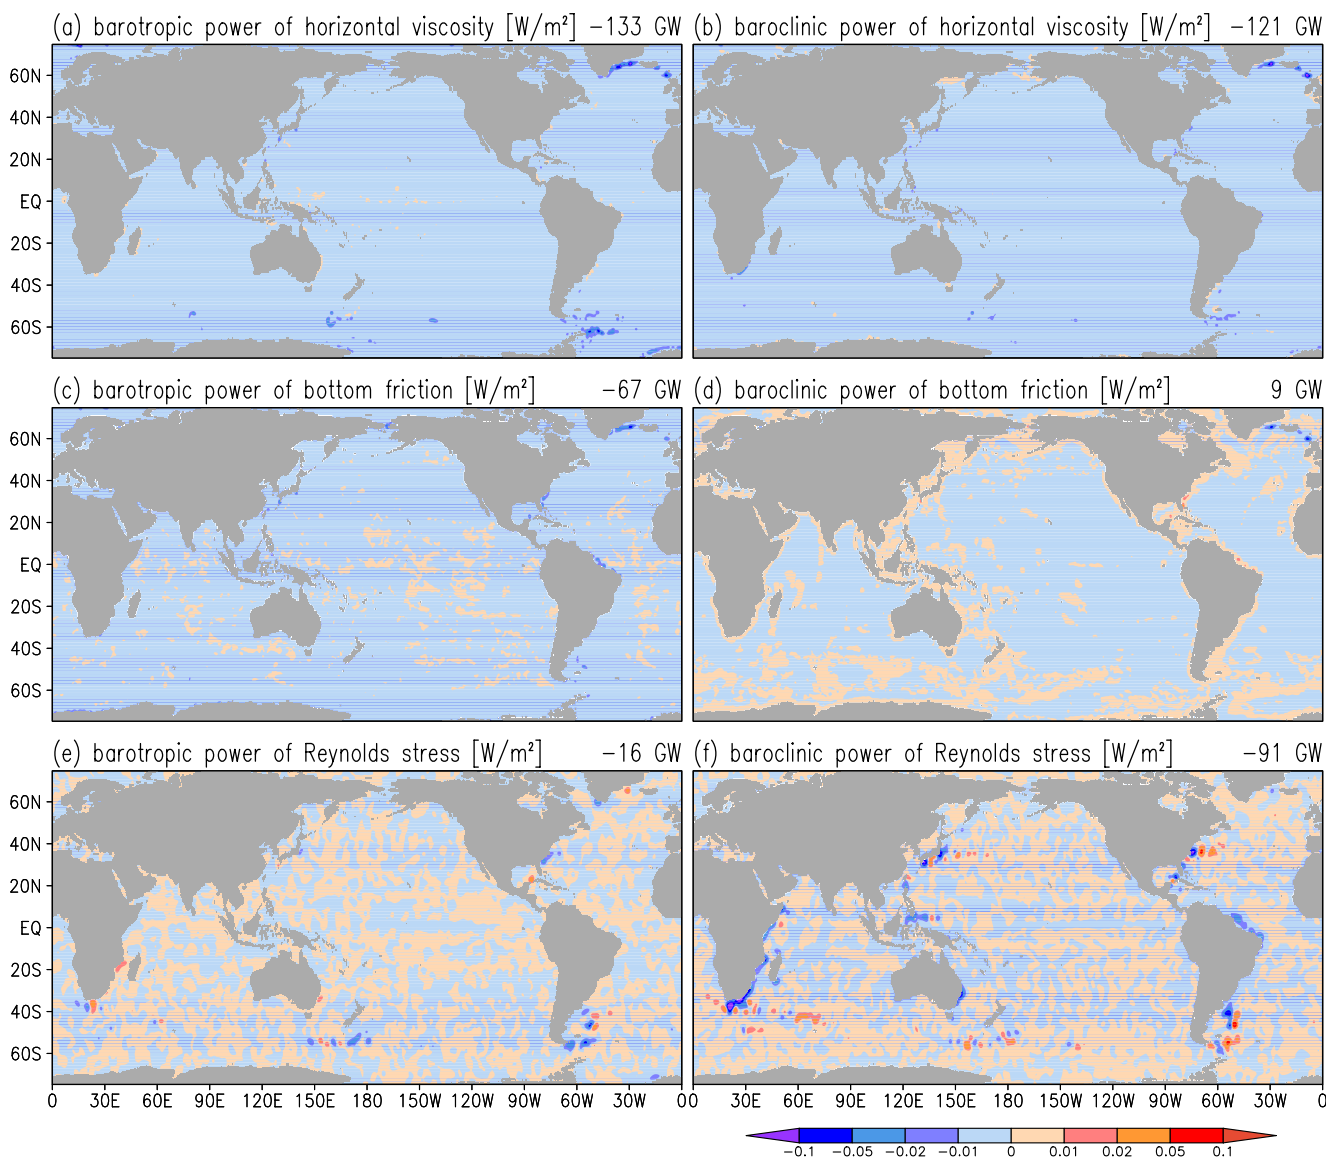 (a) barotropic power of horizontal viscosity [W/m²] −133 GW
(b) baroclinic power of horizontal viscosity [W/m²] −121 GW
60N
40N
20N
EQ
20S
40S
60S
(c) barotropic power of bottom friction [W/m²] −67 GW
(d) baroclinic power of bottom friction [W/m²] 9 GW
60N
40N
20N
EQ
20S
40S
60S
(e) barotropic power of Reynolds stress [W/m²] −16 GW
(f) baroclinic power of Reynolds stress [W/m²] −91 GW
60N
40N
20N
EQ
20S
40S
60S
0 30E 60E 90E 120E 150E 180 150W 120W 90W 60W 30W 0
0 30E 60E 90E 120E 150E 180 150W 120W 90W 60W 30W 0
−0.1 −0.05 −0.02 −0.01 0 0.01 0.02 0.05 0.1